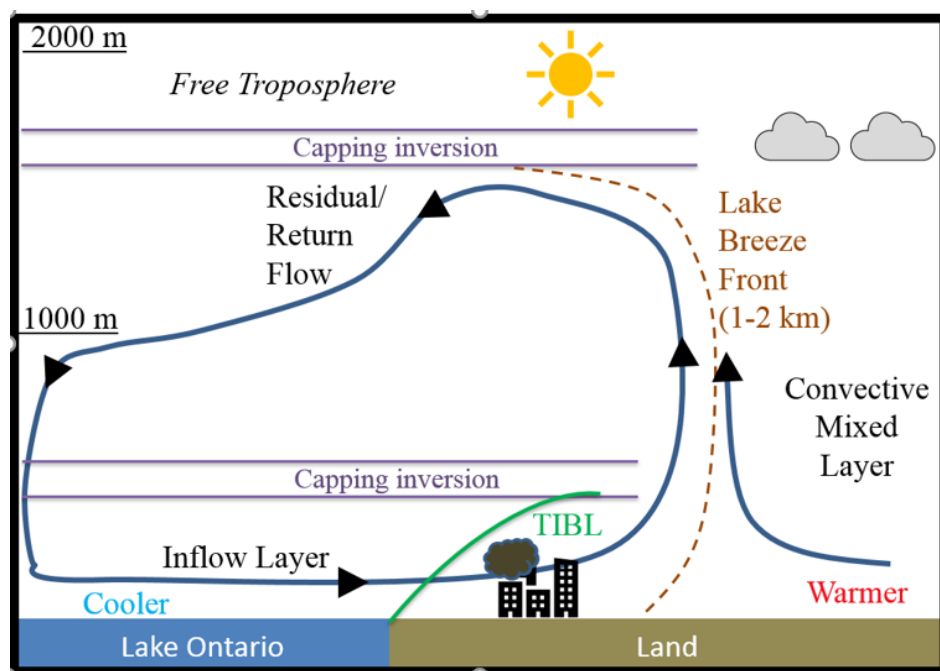 2000 m
Free Troposphere
Capping inversion
Residual/
Return
Flow
Lake
Breeze
Front
(1-2 km)
1000 m
Convective
Mixed
Layer
Capping inversion
TIBL
Inflow Layer
Cooler
Warmer
Lake Ontario
Land